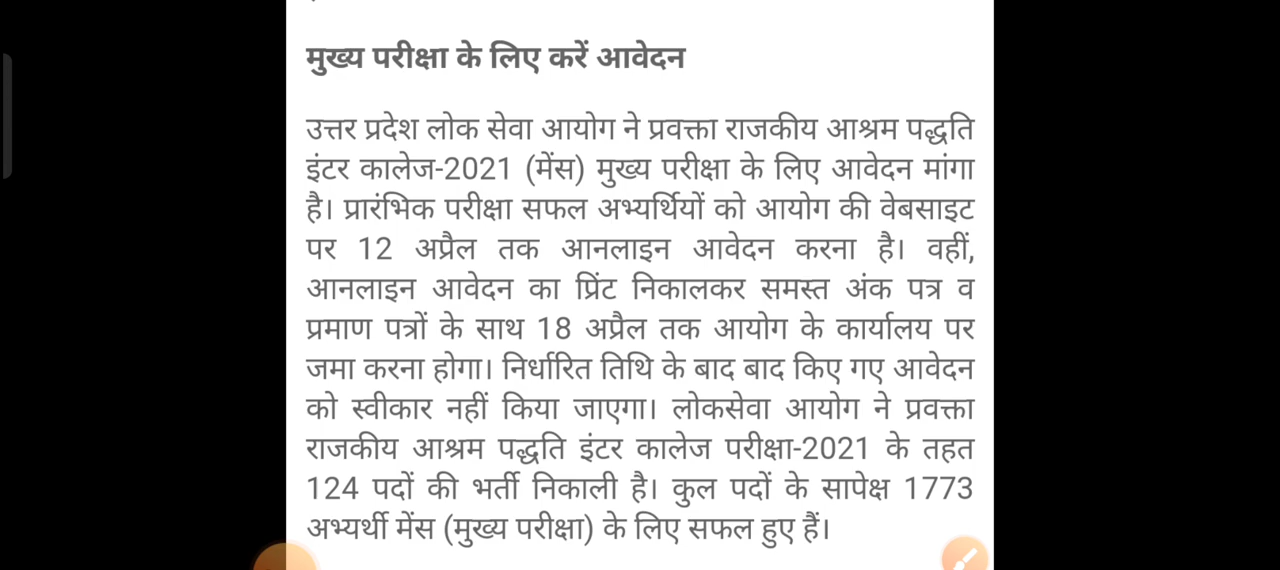 मुख्य परीक्षा के लिए करें आवेदन
उत्तर प्रदेश लोक सेवा आयोग ने प्रवक्ता राजकीय आश्रम पद्धति
इंटर कालेज-2021 (मेंस) मुख्य परीक्षा के लिए आवेदन मांगा
है। प्रारंभिक परीक्षा सफल अभ्यर्थियों को आयोग की वेबसाइट
पर 12 अप्रैल तक आनलाइन आवेदन करना है। वहीं,
आनलाइन आवेदन का प्रिंट निकालकर समस्त अंक पत्र व
प्रमाण पत्रों के साथ 18 अप्रैल तक आयोग के कार्यालय पर
जमा करना होगा। निर्धारित तिथि के बाद बाद किए गए आवेदन
को स्वीकार नहीं किया जाएगा। लोकसेवा आयोग ने प्रवक्ता
राजकीय आश्रम पद्धति इंटर कालेज परीक्षा-2021 के तहत
124 पदों की भर्ती निकाली है। कुल पदों के सापेक्ष 1773
अभ्यर्थी मेंस (मुख्य परीक्षा) के लिए सफल हुए हैं।